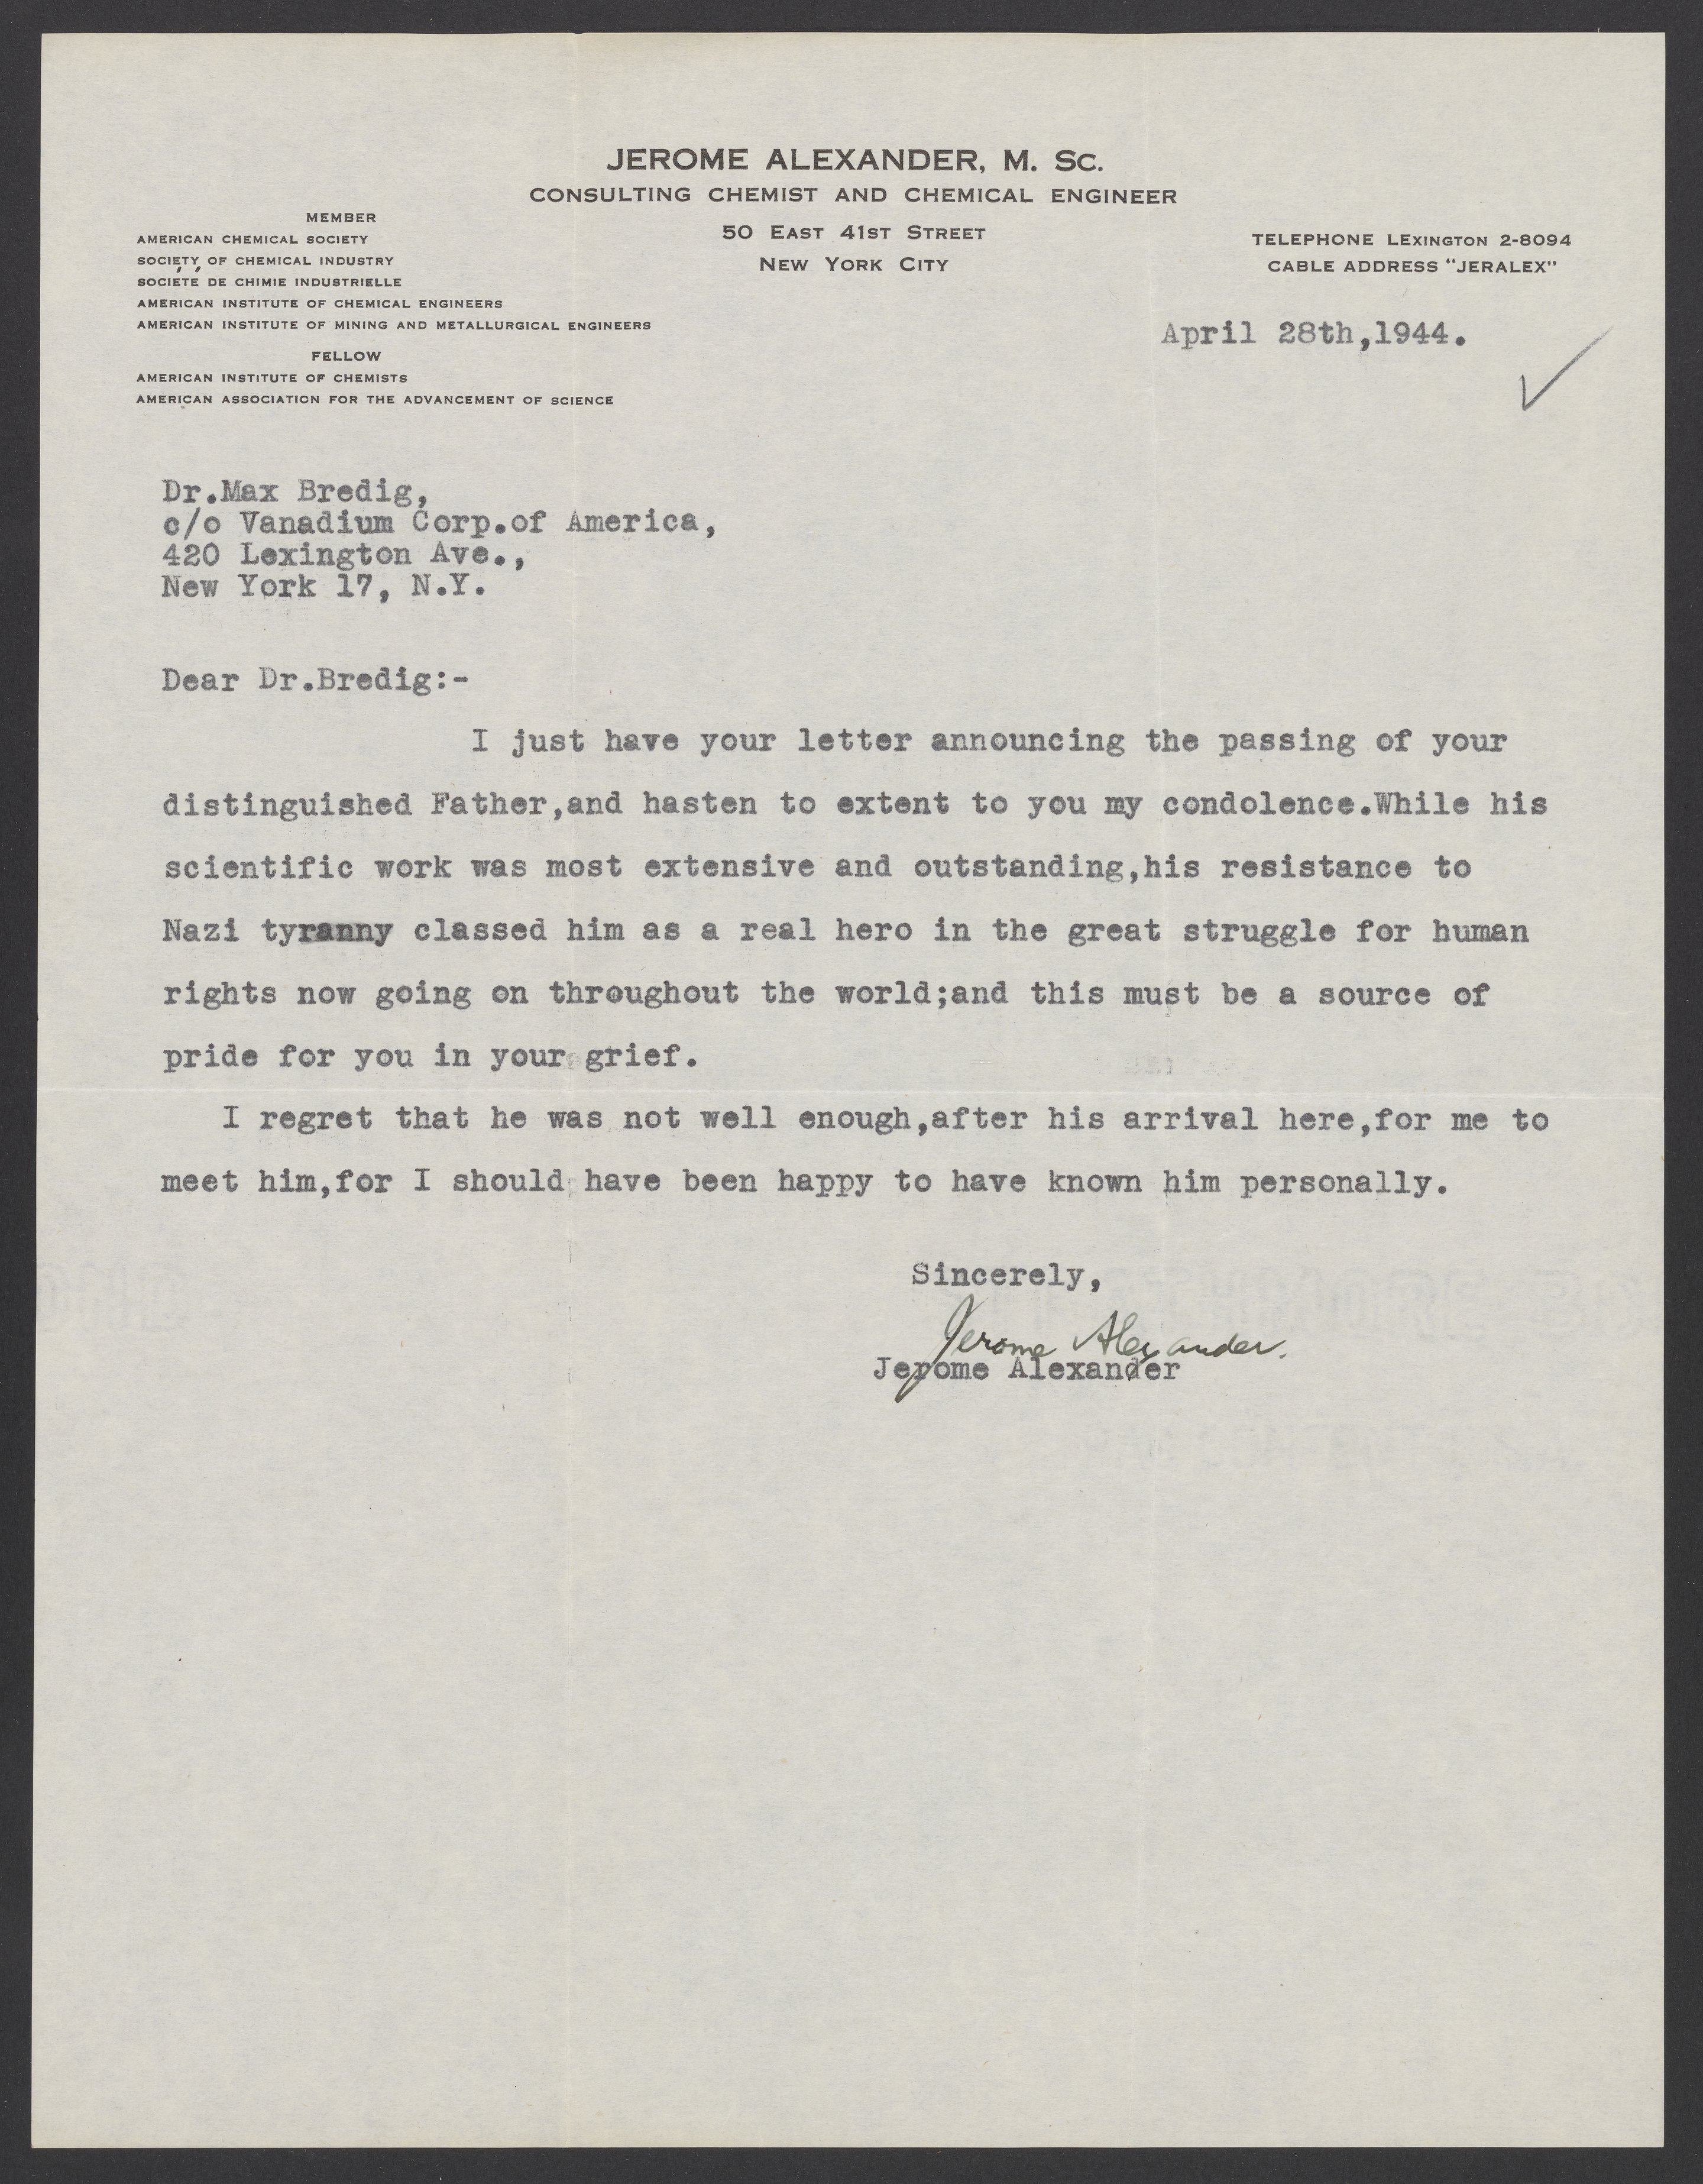 JEROME ALEXANDER, M. Sc.
CONSULTING CHEMIST AND CHEMICAL ENGINEER
50 EAST 41ST STREET
NEW YORK CITY
MEMBER
AMERICAN CHEMICAL SOCIETY
SOCIETY OF CHEMICAL INDUSTRY
SOCIÉTÉ DE CHIMIE INDUSTRIELLE
AMERICAN INSTITUTE OF CHEMICAL ENGINEERS
AMERICAN INSTITUTE OF MINING AND METALLURGICAL ENGINEERS
FELLOW
AMERICAN INSTITUTE OF CHEMISTS
AMERICAN ASSOCIATION FOR THE ADVANCEMENT OF SCIENCE
TELEPHONE LEXINGTON 2-8094
CABLE ADDRESS "JERALEX"
April 28th,1944.
Dr.Max Bredig,
c/o Vanadium Corp.of America,
420 Lexington Ave.,
New York 17, N.Y.
Dear Dr.Bredig:-
I just have your letter announcing the passing of your
distinguished Father,and hasten to extent to you my condolence.While his
scientific work was most extensive and outstanding,his resistance to
Nazi tyranny classed him as a real hero in the great struggle for human
rights now going on throughout the world;and this must be a source of
pride for you in your grief.
I regret that he was not well enough,after his arrival here,for me to
meet him,for I should have been happy to have known him personally.
Sincerely,
Jerome Alexander.
Jerome Alexander